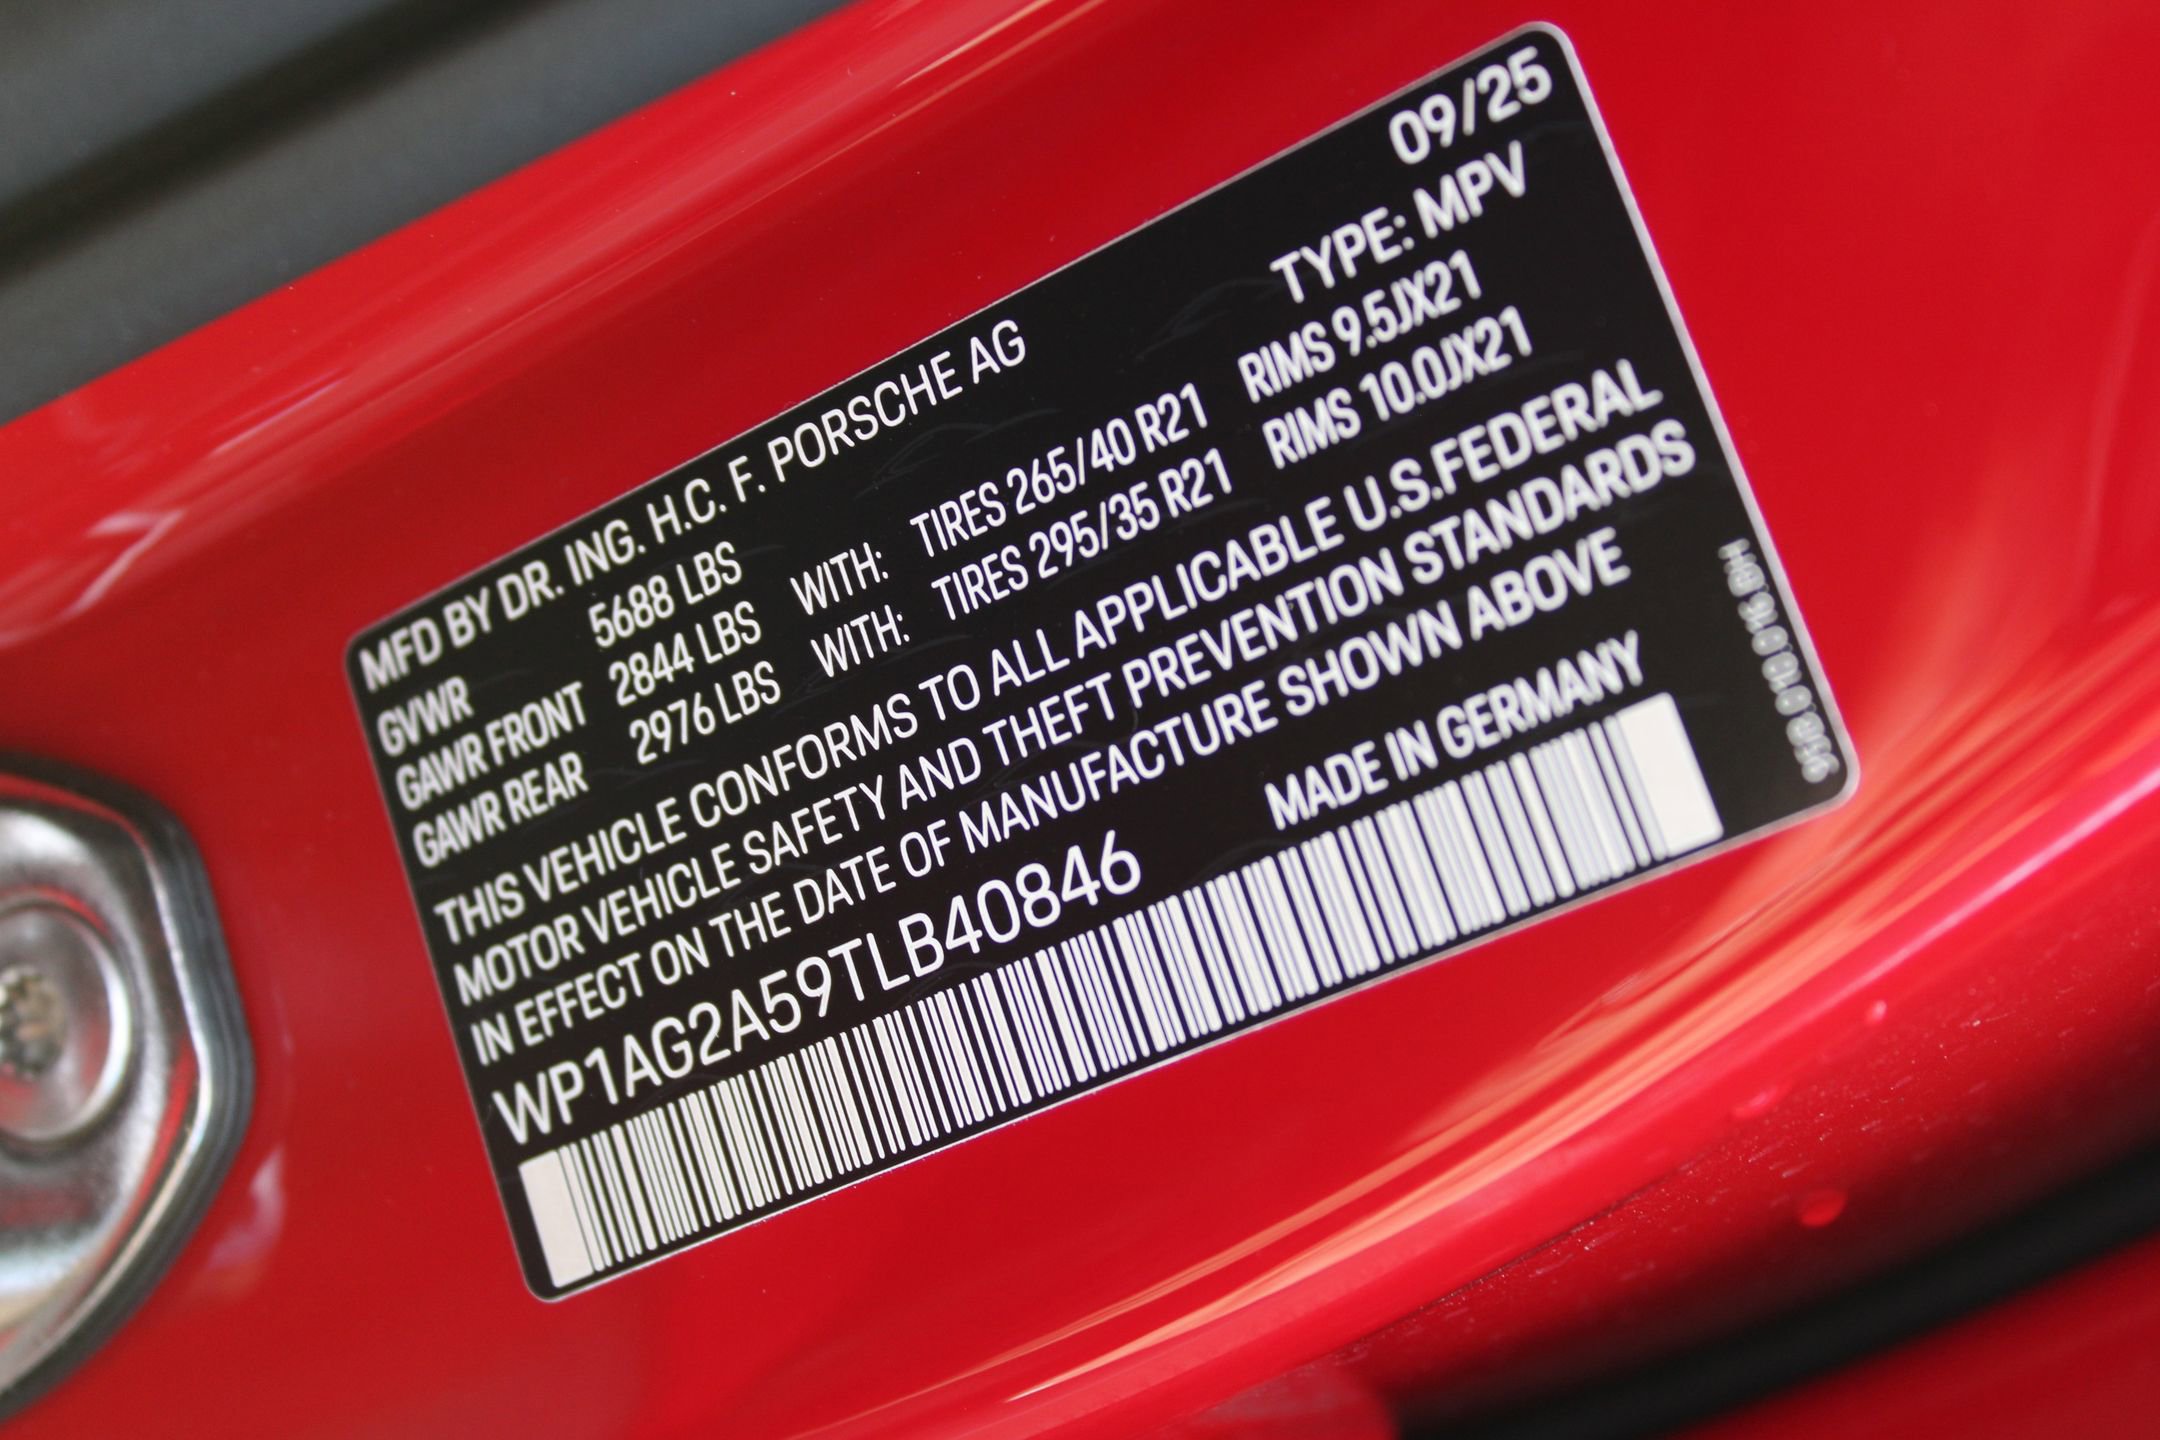 09/25
MFD BY DR. ING. H.C. F. PORSCHE AG TYPE: MPV
GVWR 5688 LBS
GAWR FRONT 2844 LBS WITH: TIRES 265/40 R21 RIMS 9.5JX21
GAWR REAR 2976 LBS WITH: TIRES 295/35 R21 RIMS 10.0JX21
THIS VEHICLE CONFORMS TO ALL APPLICABLE U.S.FEDERAL
MOTOR VEHICLE SAFETY AND THEFT PREVENTION STANDARDS
IN EFFECT ON THE DATE OF MANUFACTURE SHOWN ABOVE
WP1AG2A59TLB40846 MADE IN GERMANY